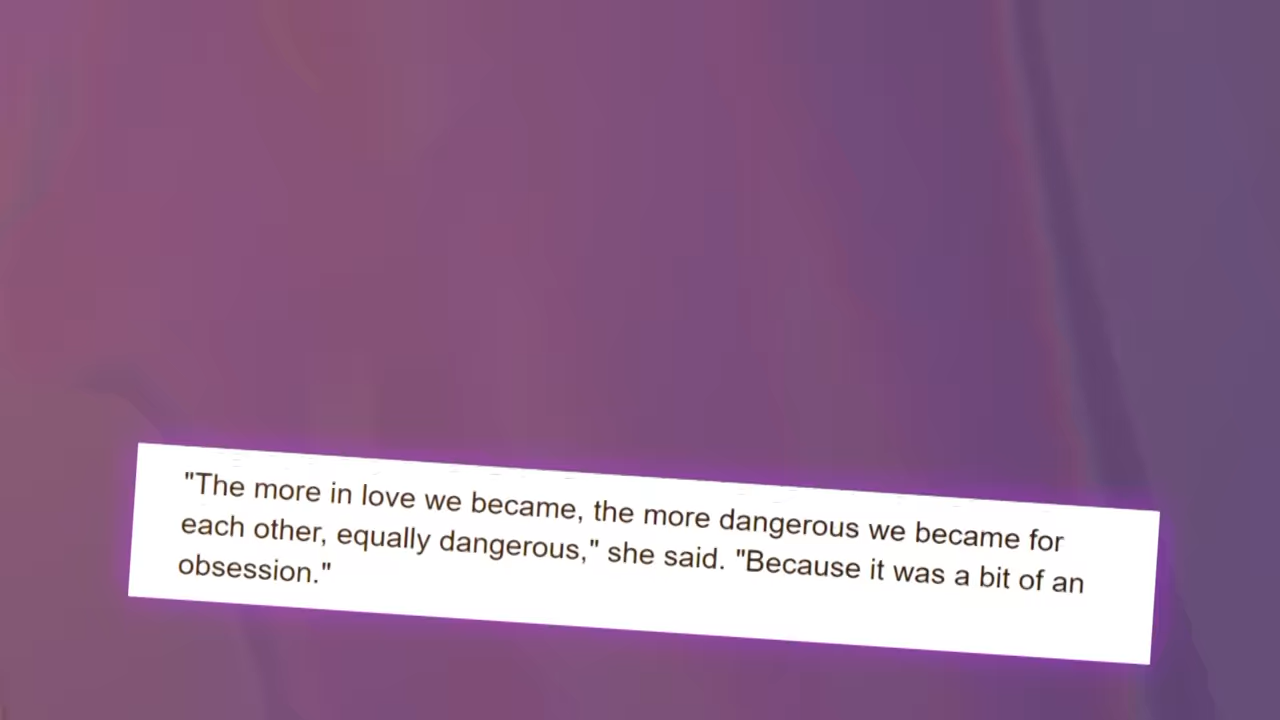 "The more in love we became, the more dangerous we became for
each other, equally dangerous," she said. "Because it was a bit of an
obsession."